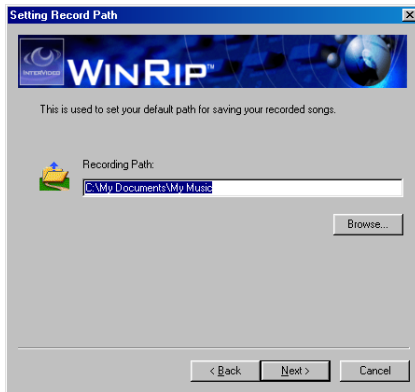 Setting Record Path
INTERVIDEO
WINRIP™
This is used to set your default path for saving your recorded songs.
Recording Path:
C:\My Documents\My Music
Browse...
< Back
Next >
Cancel